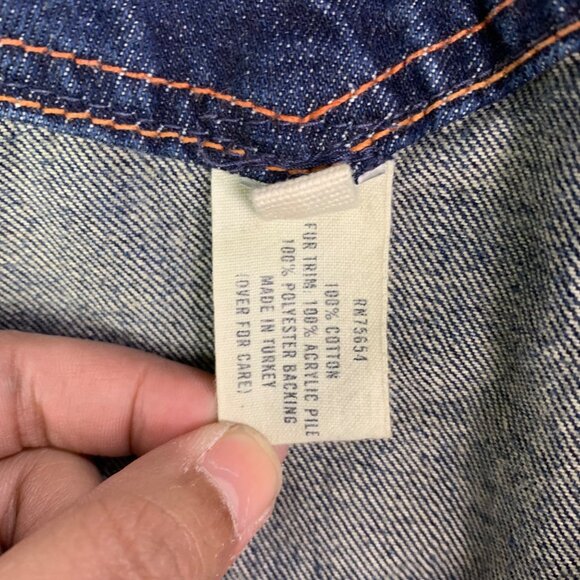 RN75654
100% COTTON
FUR TRIM: 100% ACRYLIC PILE
100% POLYESTER BACKING
MADE IN TURKEY
(OVER FOR CARE)